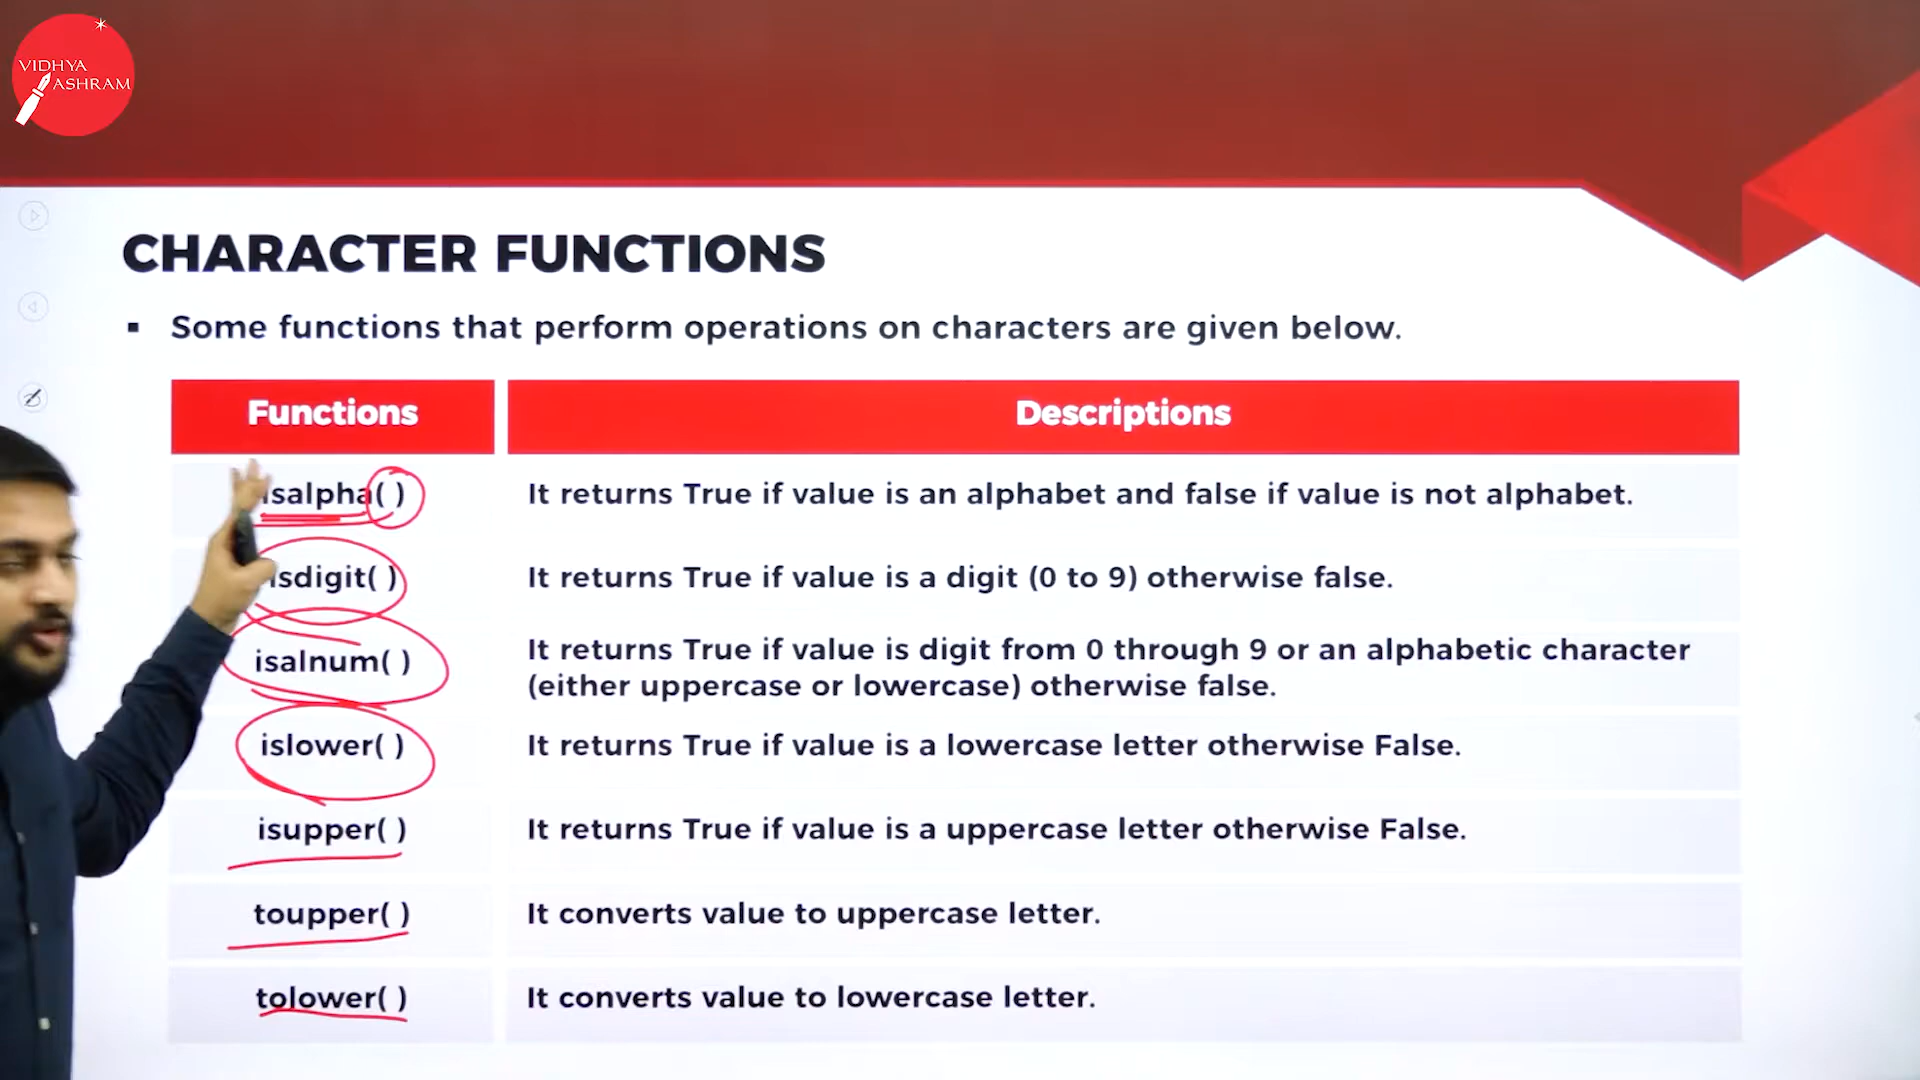 VIDHYA
ASHRAM
CHARACTER FUNCTIONS
▪ Some functions that perform operations on characters are given below.
Functions Descriptions
isalpha( ) It returns True if value is an alphabet and false if value is not alphabet.
isdigit( ) It returns True if value is a digit (0 to 9) otherwise false.
isalnum( ) It returns True if value is digit from 0 through 9 or an alphabetic character
(either uppercase or lowercase) otherwise false.
islower( ) It returns True if value is a lowercase letter otherwise False.
isupper( ) It returns True if value is a uppercase letter otherwise False.
toupper( ) It converts value to uppercase letter.
tolower( ) It converts value to lowercase letter.